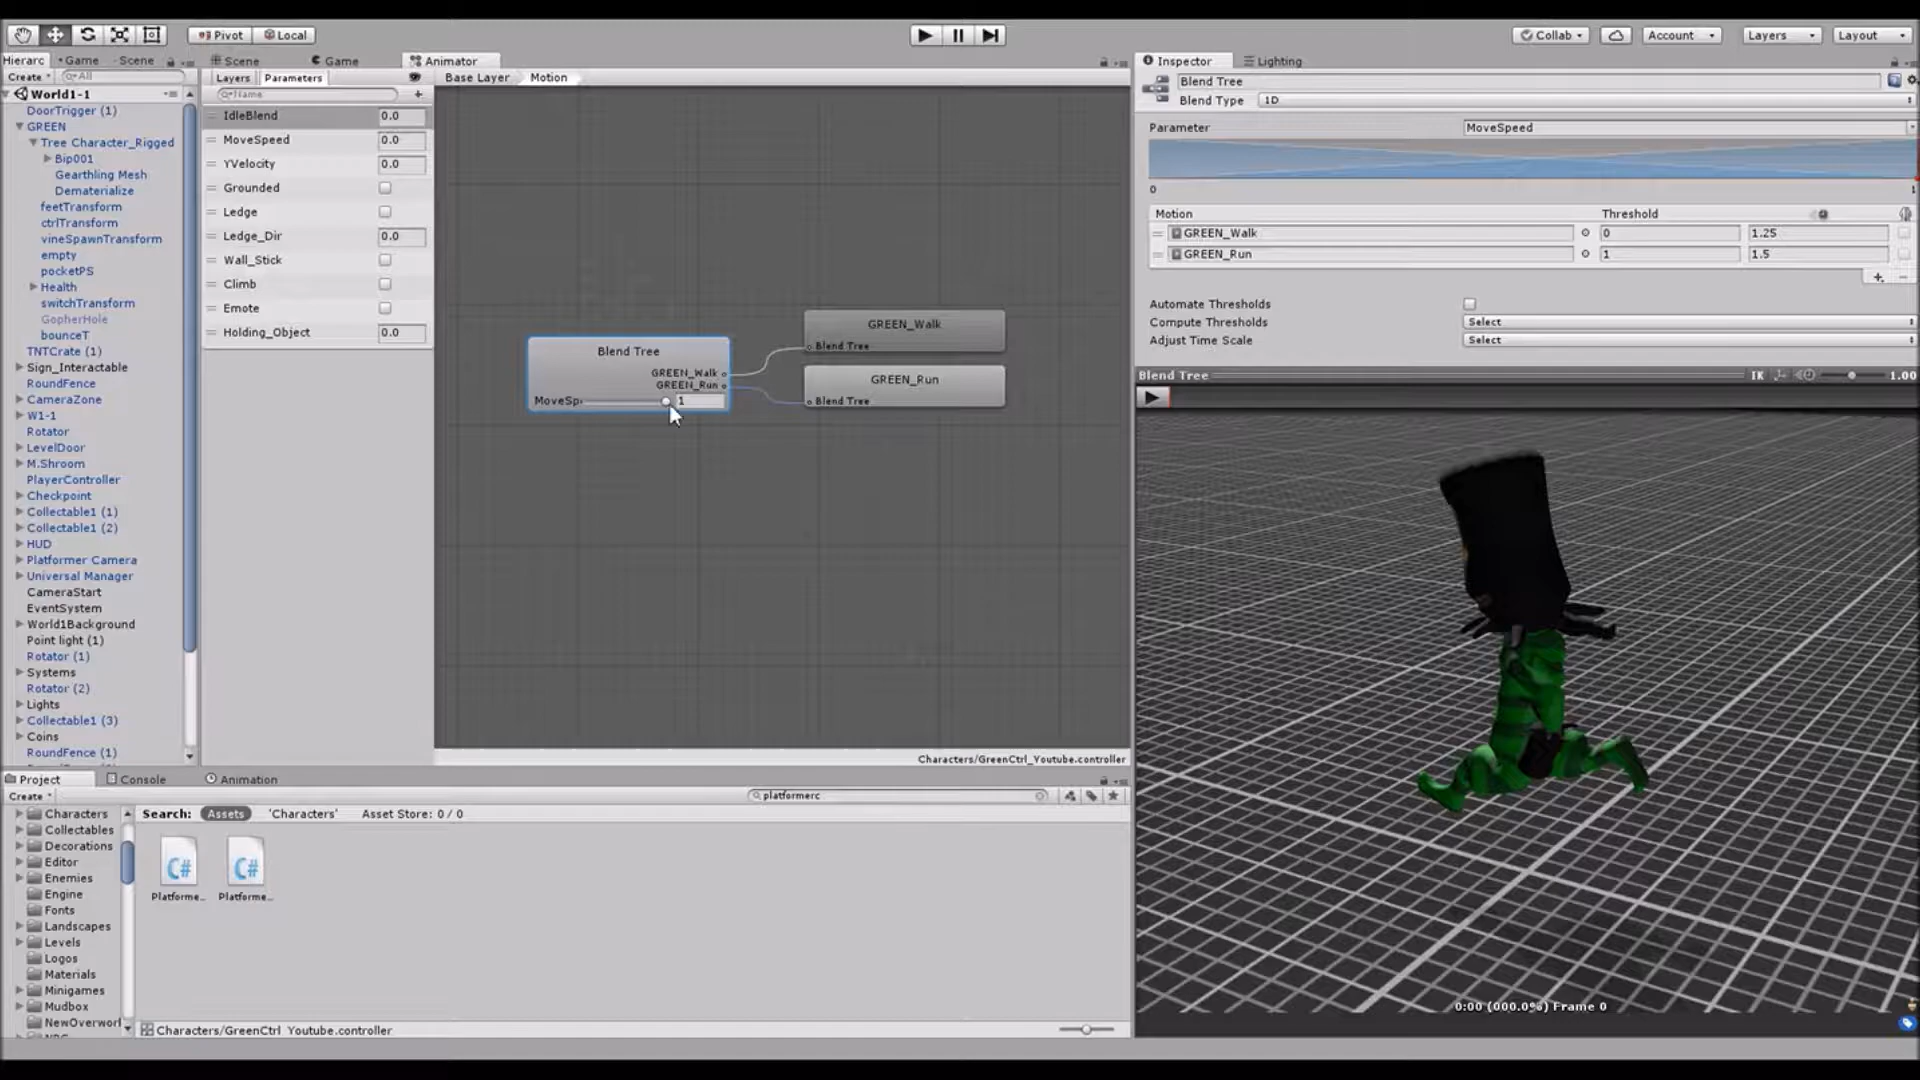 Pivot
Local
Collab
Account
Layers
Layout
Hierarc
Game
Scene
Scene
Game
Animator
Inspector
Lighting
Create
All
Layers
Parameters
Base Layer
Motion
Name
World1-1
DoorTrigger (1)
GREEN
Tree Character_Rigged
Bip001
Gearthling Mesh
Dematerialize
feetTransform
ctrlTransform
vineSpawnTransform
empty
pocketPS
Health
switchTransform
GopherHole
bounceT
TNTCrate (1)
Sign_Interactable
RoundFence
CameraZone
W1-1
Rotator
LevelDoor
M.Shroom
PlayerController
Checkpoint
Collectable1 (1)
Collectable1 (2)
HUD
Platformer Camera
Universal Manager
CameraStart
EventSystem
World1Background
Point light (1)
Rotator (1)
Systems
Rotator (2)
Lights
Collectable1 (3)
Coins
RoundFence (1)
IdleBlend 0.0
MoveSpeed 0.0
YVelocity 0.0
Grounded
Ledge
Ledge_Dir 0.0
Wall_Stick
Climb
Emote
Holding_Object 0.0
Blend Tree
GREEN_Walk
GREEN_Run
MoveSp 1
GREEN_Walk
Blend Tree
GREEN_Run
Blend Tree
Characters/GreenCtrl_Youtube.controller
Blend Tree
Blend Type 1D
Parameter MoveSpeed
0 1
Motion Threshold
GREEN_Walk 0 1.25
GREEN_Run 1 1.5
Automate Thresholds
Compute Thresholds Select
Adjust Time Scale Select
Blend Tree IK 1.00
0:00 (000.0%) Frame 0
Project
Console
Animation
Create
platformerc
Characters
Collectables
Decorations
Editor
Enemies
Engine
Fonts
Landscapes
Levels
Logos
Materials
Minigames
Mudbox
NewOverworl
Search: Assets 'Characters' Asset Store: 0 / 0
C# C#
Platforme... Platforme...
Characters/GreenCtrl_Youtube.controller